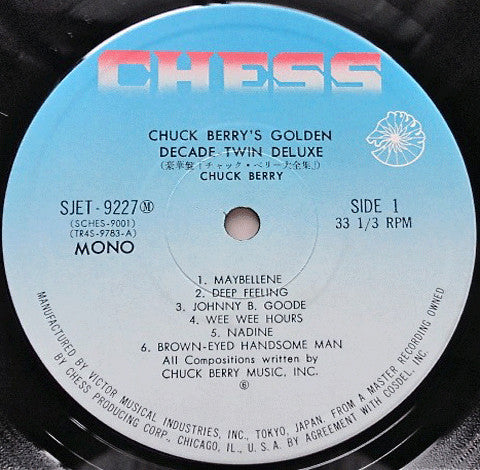 CHESS
CHUCK BERRY'S GOLDEN
DECADE TWIN DELUXE
(豪華盤!チャック・ベリー大全集)
CHUCK BERRY
SJET-9227Ⓜ
(SCHES-9001)
(TR4S-9783-A)
MONO
SIDE 1
33 1/3 RPM
1. MAYBELLENE
2. DEEP FEELING
3. JOHNNY B. GOODE
4. WEE WEE HOURS
5. NADINE
6. BROWN-EYED HANDSOME MAN
All Compositions written by
CHUCK BERRY MUSIC, INC.
Ⓟ
MANUFACTURED BY VICTOR MUSICAL INDUSTRIES, INC., TOKYO, JAPAN. FROM A MASTER RECORDING OWNED
BY CHESS PRODUCING CORP. CHICAGO, ILL., U.S.A. BY AGREEMENT WITH COSDEL, INC.